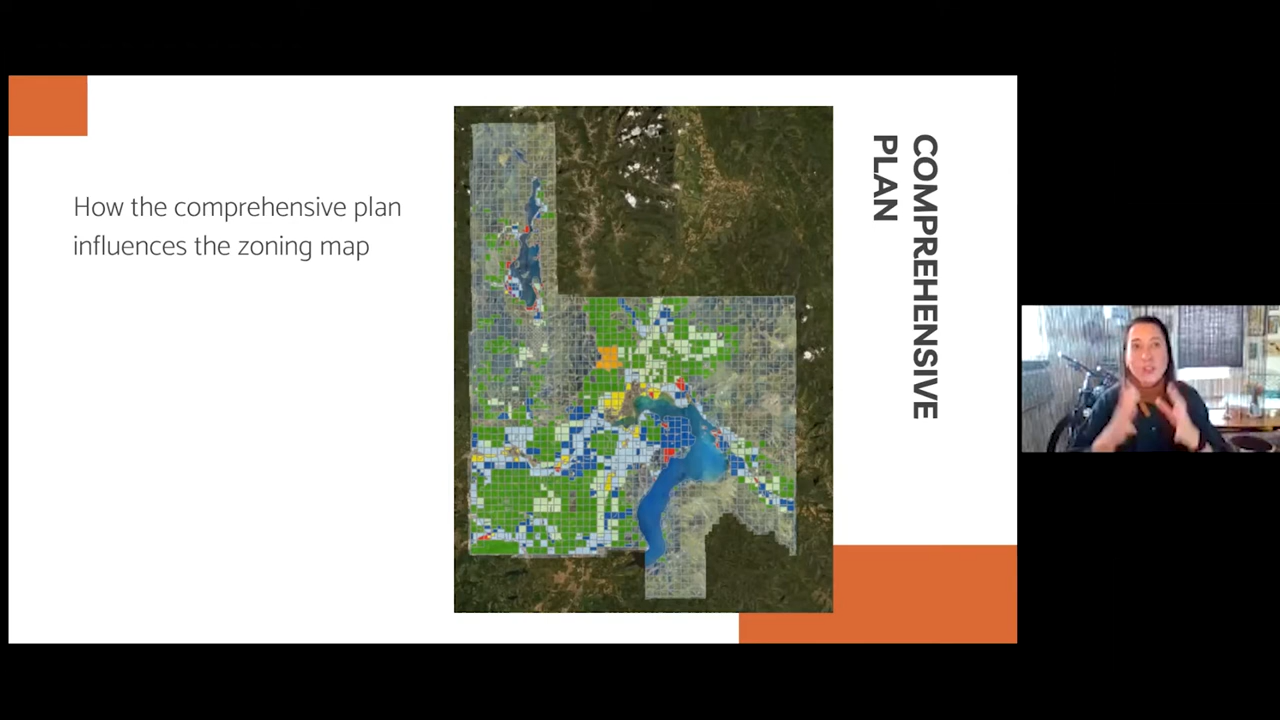 How the comprehensive plan
influences the zoning map
COMPREHENSIVE
PLAN